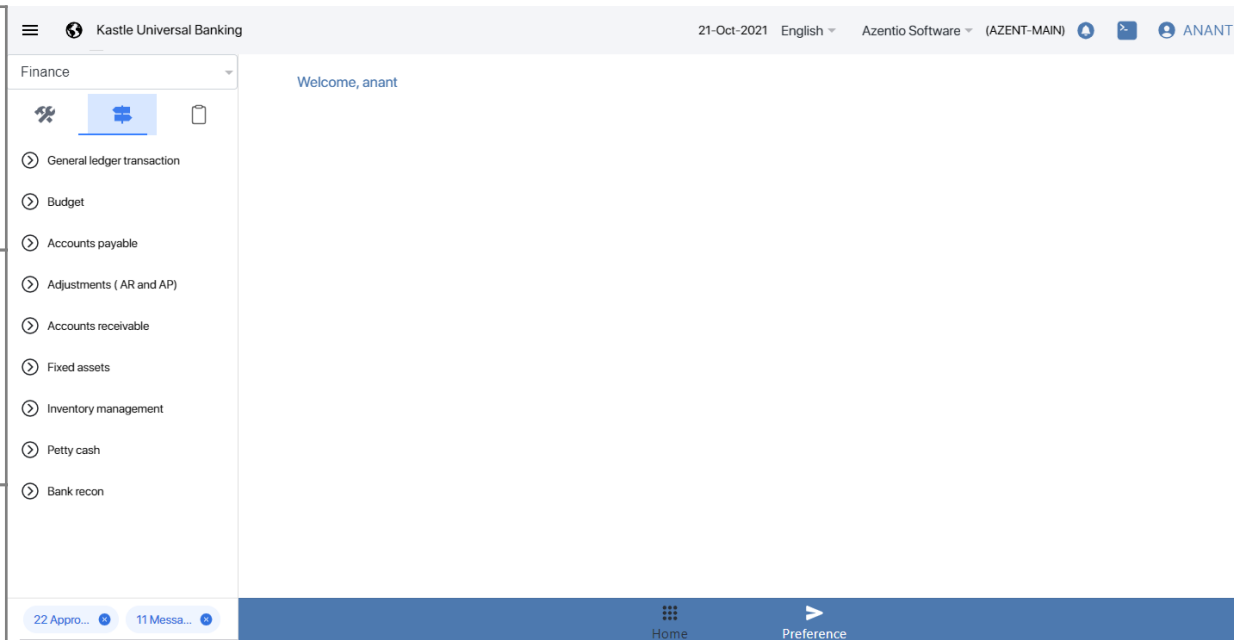 Kastle Universal Banking
21-Oct-2021 English Azentio Software (AZENT-MAIN) ANANT
Finance
Welcome, anant
General ledger transaction
Budget
Accounts payable
Adjustments ( AR and AP)
Accounts receivable
Fixed assets
Inventory management
Petty cash
Bank recon
22 Appro... 11 Messa...
Home
Preference